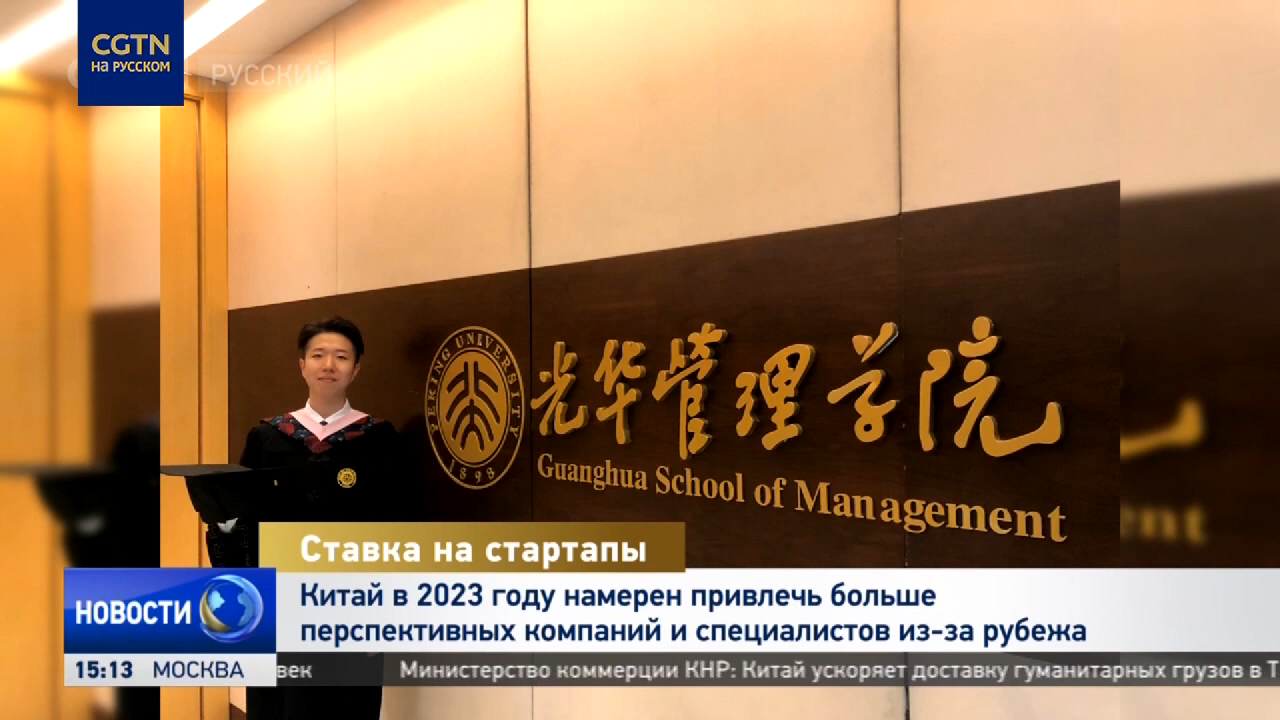 CGTN
НА РУССКОМ
РУССКИЙ
PEKING UNIVERSITY
1898
光华管理学院
Guanghua School of Management
Ставка на стартапы
НОВОСТИ
Китай в 2023 году намерен привлечь больше
перспективных компаний и специалистов из-за рубежа
15:13 МОСКВА
Министерство коммерции КНР: Китай ускоряет доставку гуманитарных грузов в